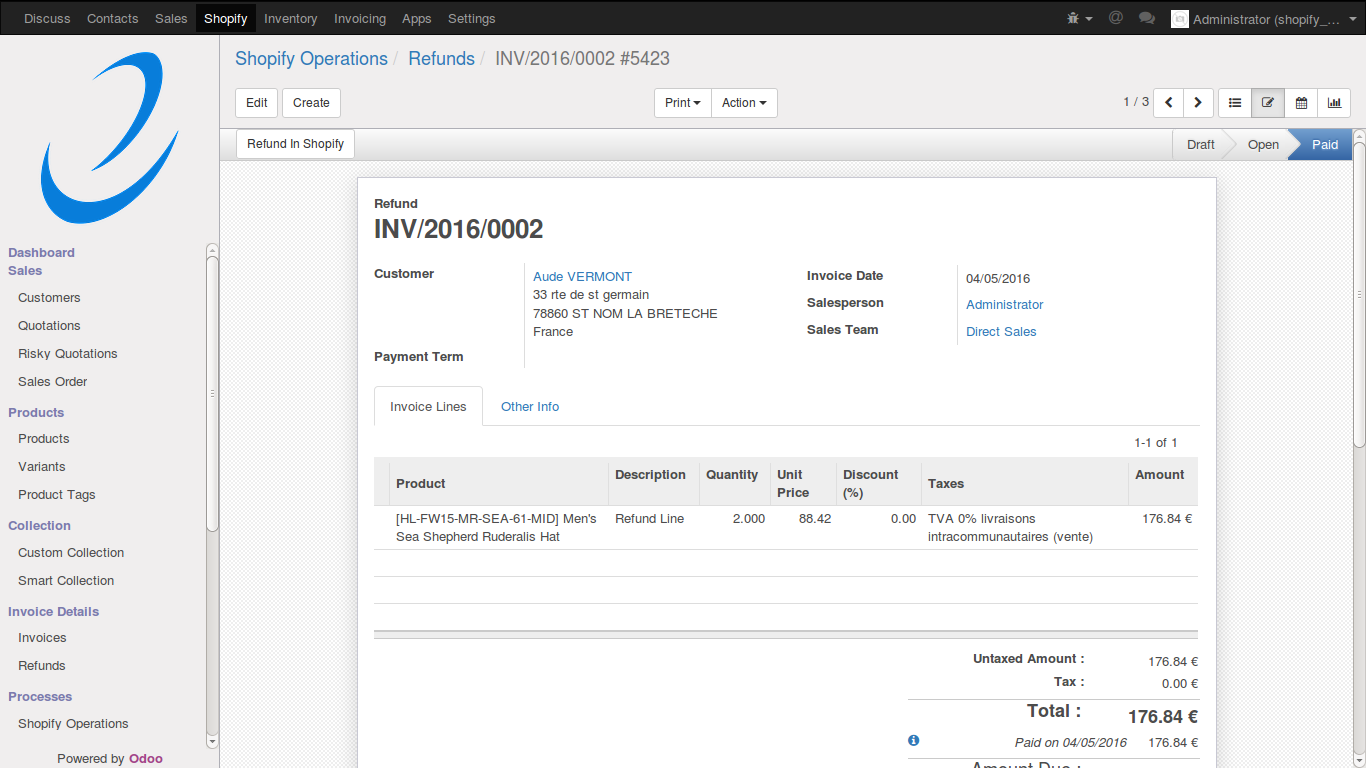 Discuss Contacts Sales Shopify Inventory Invoicing Apps Settings @ Administrator (shopify_...
Shopify Operations / Refunds / INV/2016/0002 #5423
Edit Create Print Action 1 / 3
Refund In Shopify Draft Open Paid
Dashboard
Sales
Customers
Quotations
Risky Quotations
Sales Order
Products
Products
Variants
Product Tags
Collection
Custom Collection
Smart Collection
Invoice Details
Invoices
Refunds
Processes
Shopify Operations
Powered by Odoo
Refund
INV/2016/0002
Customer
Aude VERMONT
33 rte de st germain
78860 ST NOM LA BRETECHE
France
Payment Term
Invoice Date 04/05/2016
Salesperson Administrator
Sales Team Direct Sales
Invoice Lines Other Info
1-1 of 1
Product Description Quantity Unit Price Discount (%) Taxes Amount
[HL-FW15-MR-SEA-61-MID] Men's Refund Line 2.000 88.42 0.00 TVA 0% livraisons 176.84 €
Sea Shepherd Ruderalis Hat intracommunautaires (vente)
Untaxed Amount : 176.84 €
Tax : 0.00 €
Total : 176.84 €
Paid on 04/05/2016 176.84 €
Amount Due :